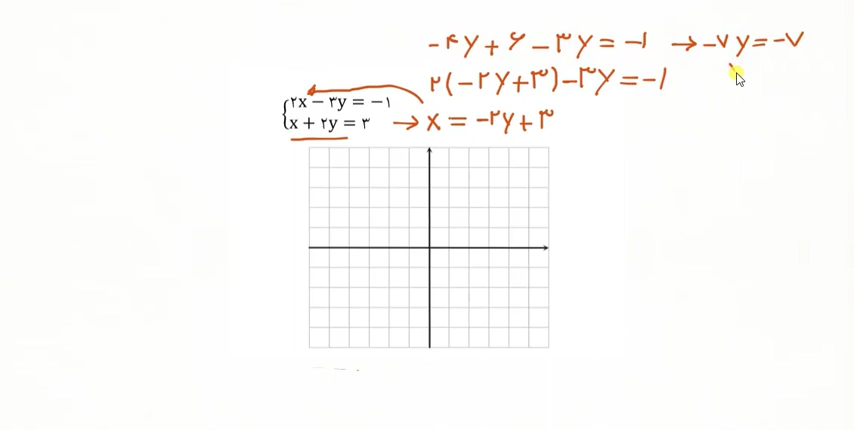 -۴y + ۶ - ۳y = -۱ → -۷y = -۷
۲(-۲y + ۳) - ۳y = -۱
۲x - ۳y = -۱
x + ۲y = ۳ → x = -۲y + ۳